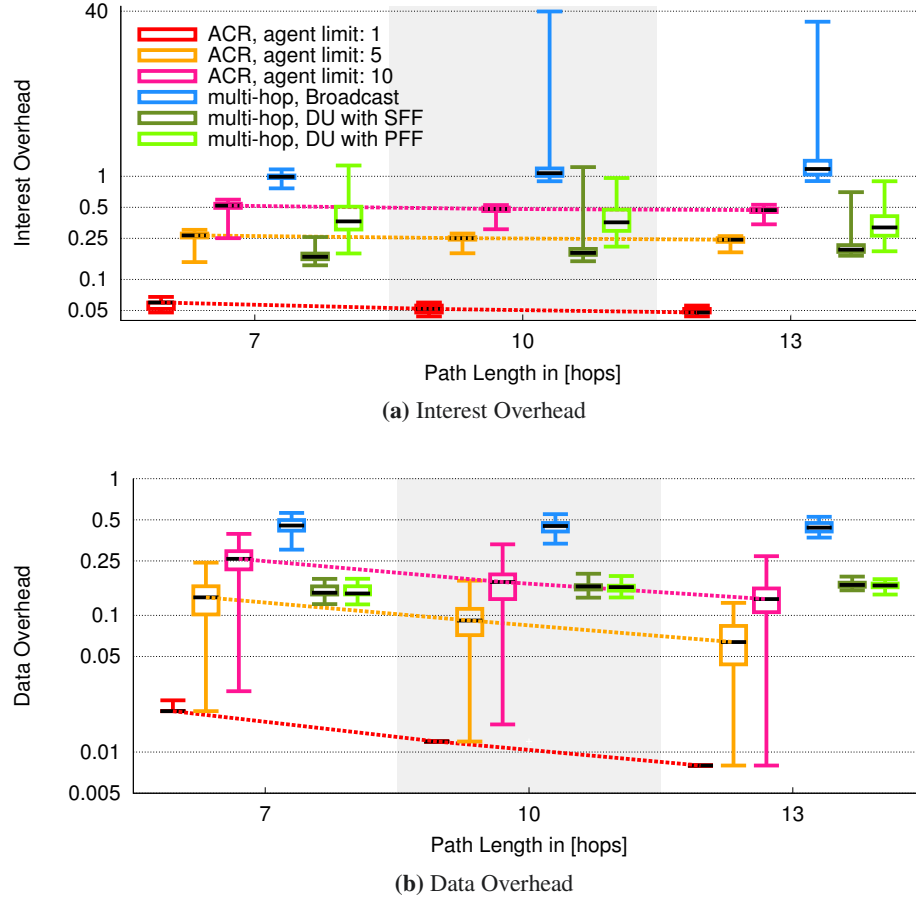 40
40
1
0.5
0.25
0.1
0.05
Interest Overhead
ACR, agent limit: 1
ACR, agent limit: 5
ACR, agent limit: 10
multi-hop, Broadcast
multi-hop, DU with SFF
multi-hop, DU with PFF
7 10 13
Path Length in [hops]
(a) Interest Overhead
1
0.5
0.25
0.1
0.05
0.01
0.005
Data Overhead
7 10 13
Path Length in [hops]
(b) Data Overhead